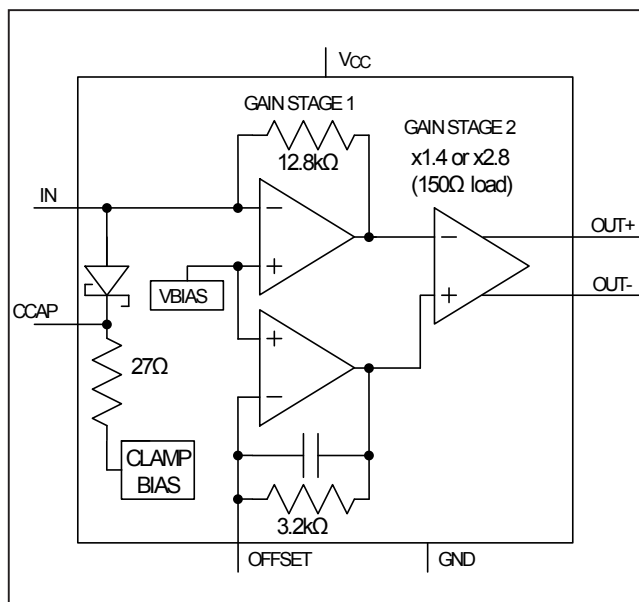 VCC
GAIN STAGE 1
12.8kΩ
GAIN STAGE 2
x1.4 or x2.8
(150Ω load)
IN
OUT+
VBIAS
OUT-
CCAP
27Ω
CLAMP
BIAS
3.2kΩ
OFFSET
GND
−
+
+
−
−
+